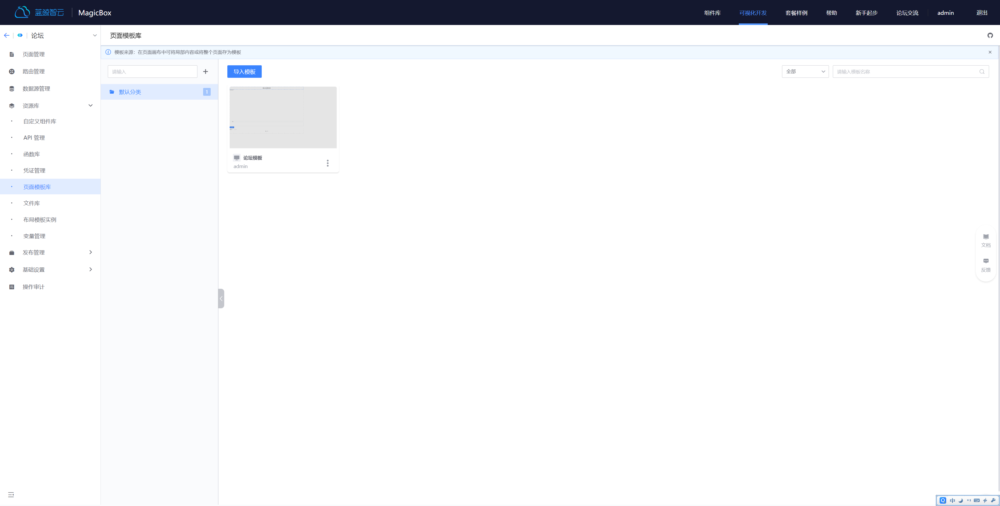 蓝鲸智云 MagicBox 组件库 可视化开发 套餐样例 帮助 新手起步 论坛交流 admin 退出
论坛
页面管理
路由管理
数据源管理
资源库
自定义组件库
API 管理
函数库
凭证管理
页面模板库
文件库
布局模板实例
变量管理
发布管理
基础设置
操作审计
页面模板库
模板来源：在页面画布中可将局部内容或将整个页面存为模板
请输入
默认分类 1
导入模板 全部 请输入模板名称
论坛模板
admin
文档
反馈
中